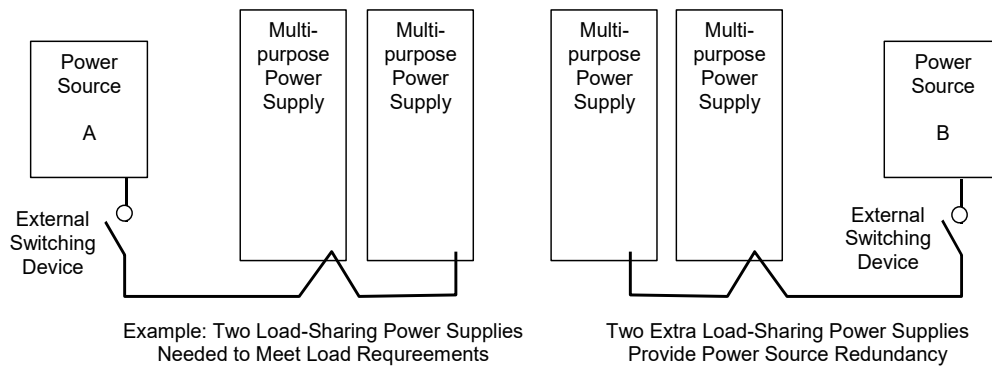 Power
Source
A
External
Switching
Device
Multi-
purpose
Power
Supply
Multi-
purpose
Power
Supply
Example: Two Load-Sharing Power Supplies
Needed to Meet Load Requreements
Multi-
purpose
Power
Supply
Multi-
purpose
Power
Supply
Power
Source
B
External
Switching
Device
Two Extra Load-Sharing Power Supplies
Provide Power Source Redundancy